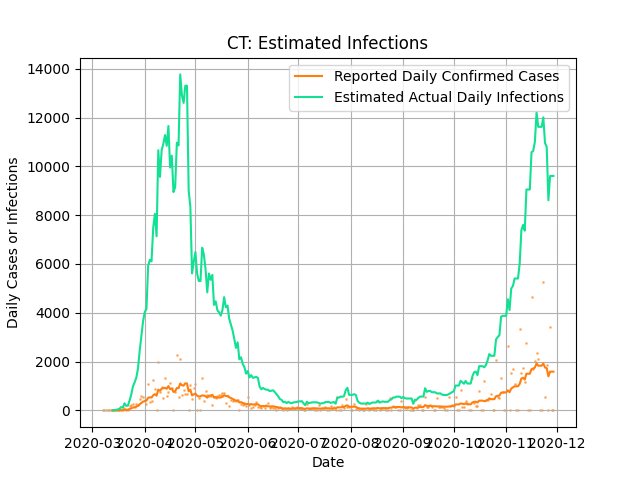 CT: Estimated Infections
Reported Daily Confirmed Cases
Estimated Actual Daily Infections
Daily Cases or Infections
14000
12000
10000
8000
6000
4000
2000
0
2020-03 2020-04 2020-05 2020-06 2020-07 2020-08 2020-09 2020-10 2020-11 2020-12
Date